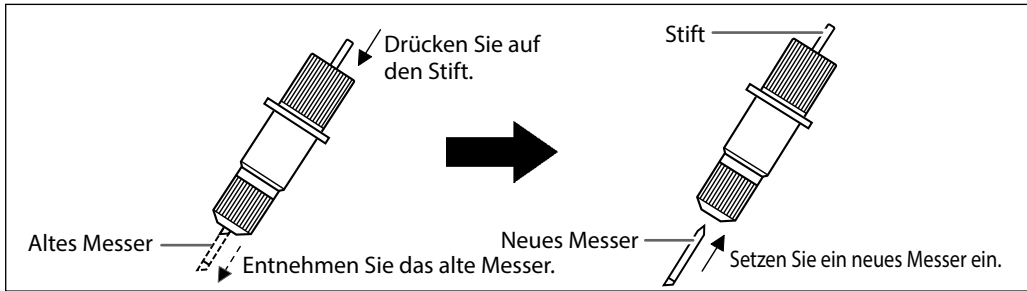 Drücken Sie auf
den Stift.
Altes Messer
Entnehmen Sie das alte Messer.
Stift
Neues Messer
Setzen Sie ein neues Messer ein.